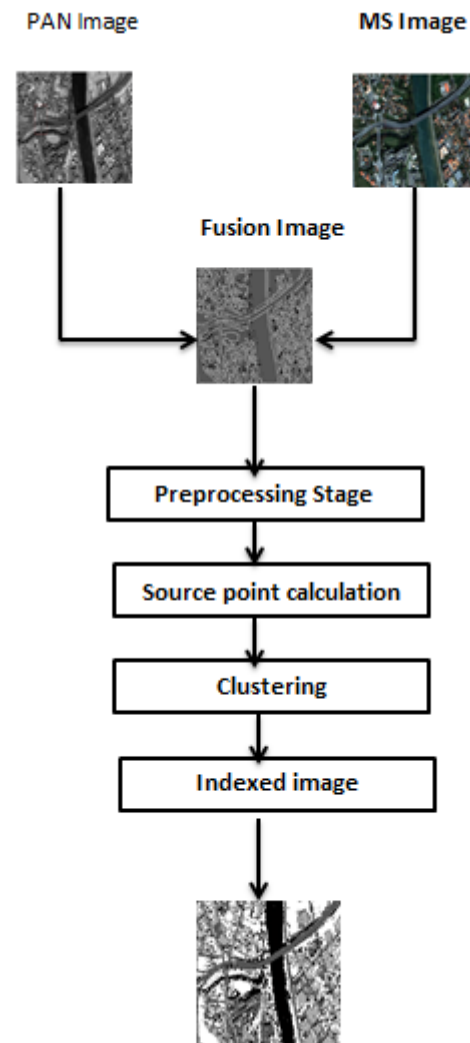 PAN Image
MS Image
Fusion Image
Preprocessing Stage
Source point calculation
Clustering
Indexed image